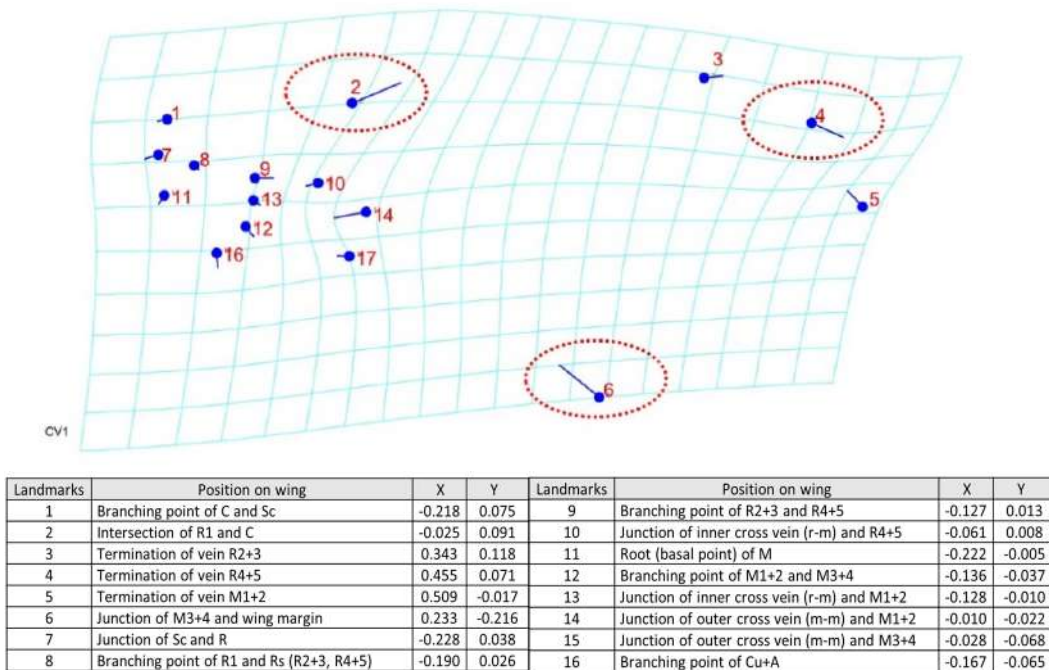 3
2
4
1
7
8
9
10
11
13
5
14
12
16
17
6
CV1
Landmarks Position on wing X Y Landmarks Position on wing X Y
1 Branching point of C and Sc -0.218 0.075 9 Branching point of R2+3 and R4+5 -0.127 0.013
2 Intersection of R1 and C -0.025 0.091 10 Junction of inner cross vein (r-m) and R4+5 -0.061 0.008
3 Termination of vein R2+3 0.343 0.118 11 Root (basal point) of M -0.222 -0.005
4 Termination of vein R4+5 0.455 0.071 12 Branching point of M1+2 and M3+4 -0.136 -0.037
5 Termination of vein M1+2 0.509 -0.017 13 Junction of inner cross vein (r-m) and M1+2 -0.128 -0.010
6 Junction of M3+4 and wing margin 0.233 -0.216 14 Junction of outer cross vein (m-m) and M1+2 -0.010 -0.022
7 Junction of Sc and R -0.228 0.038 15 Junction of outer cross vein (m-m) and M3+4 -0.028 -0.068
8 Branching point of R1 and Rs (R2+3, R4+5) -0.190 0.026 16 Branching point of Cu+A -0.167 -0.065